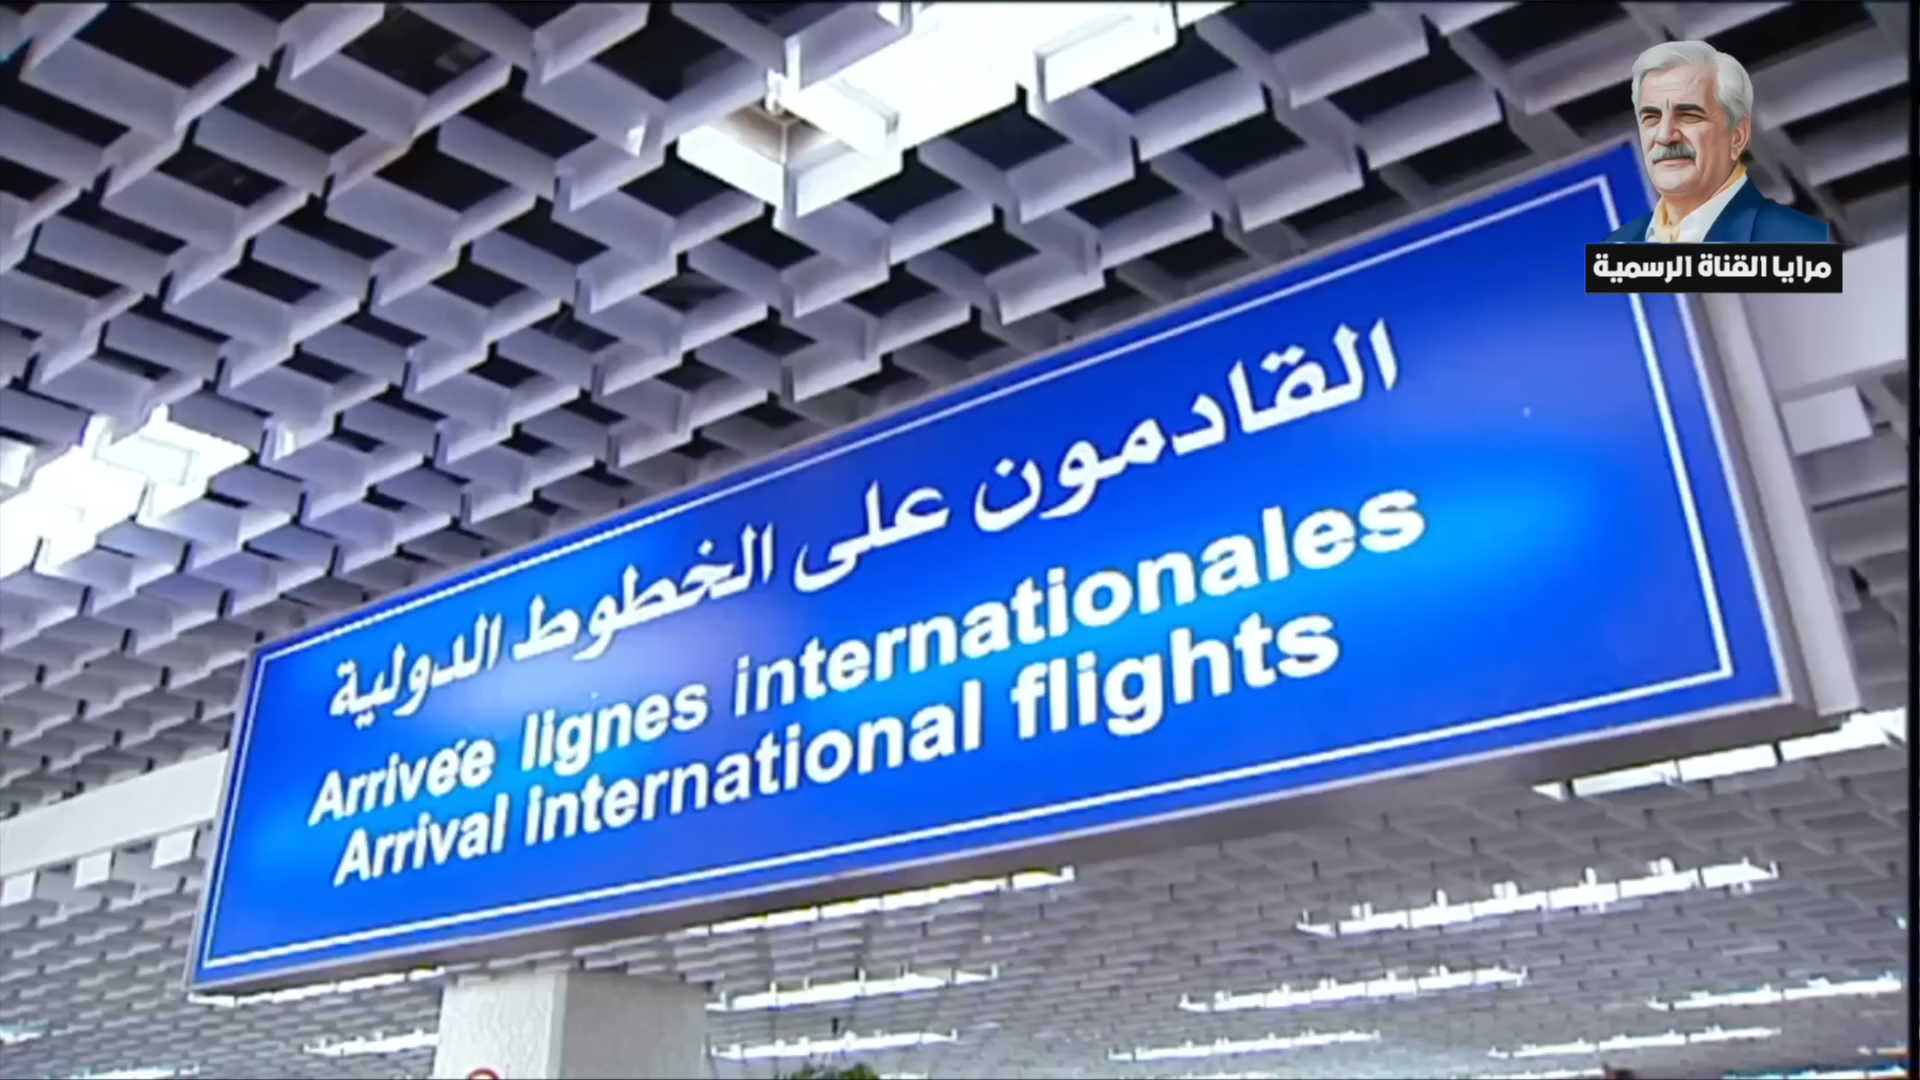 مرايا القناة الرسمية
القادمون على الخطوط الدولية
Arrivée lignes internationales
Arrival international flights